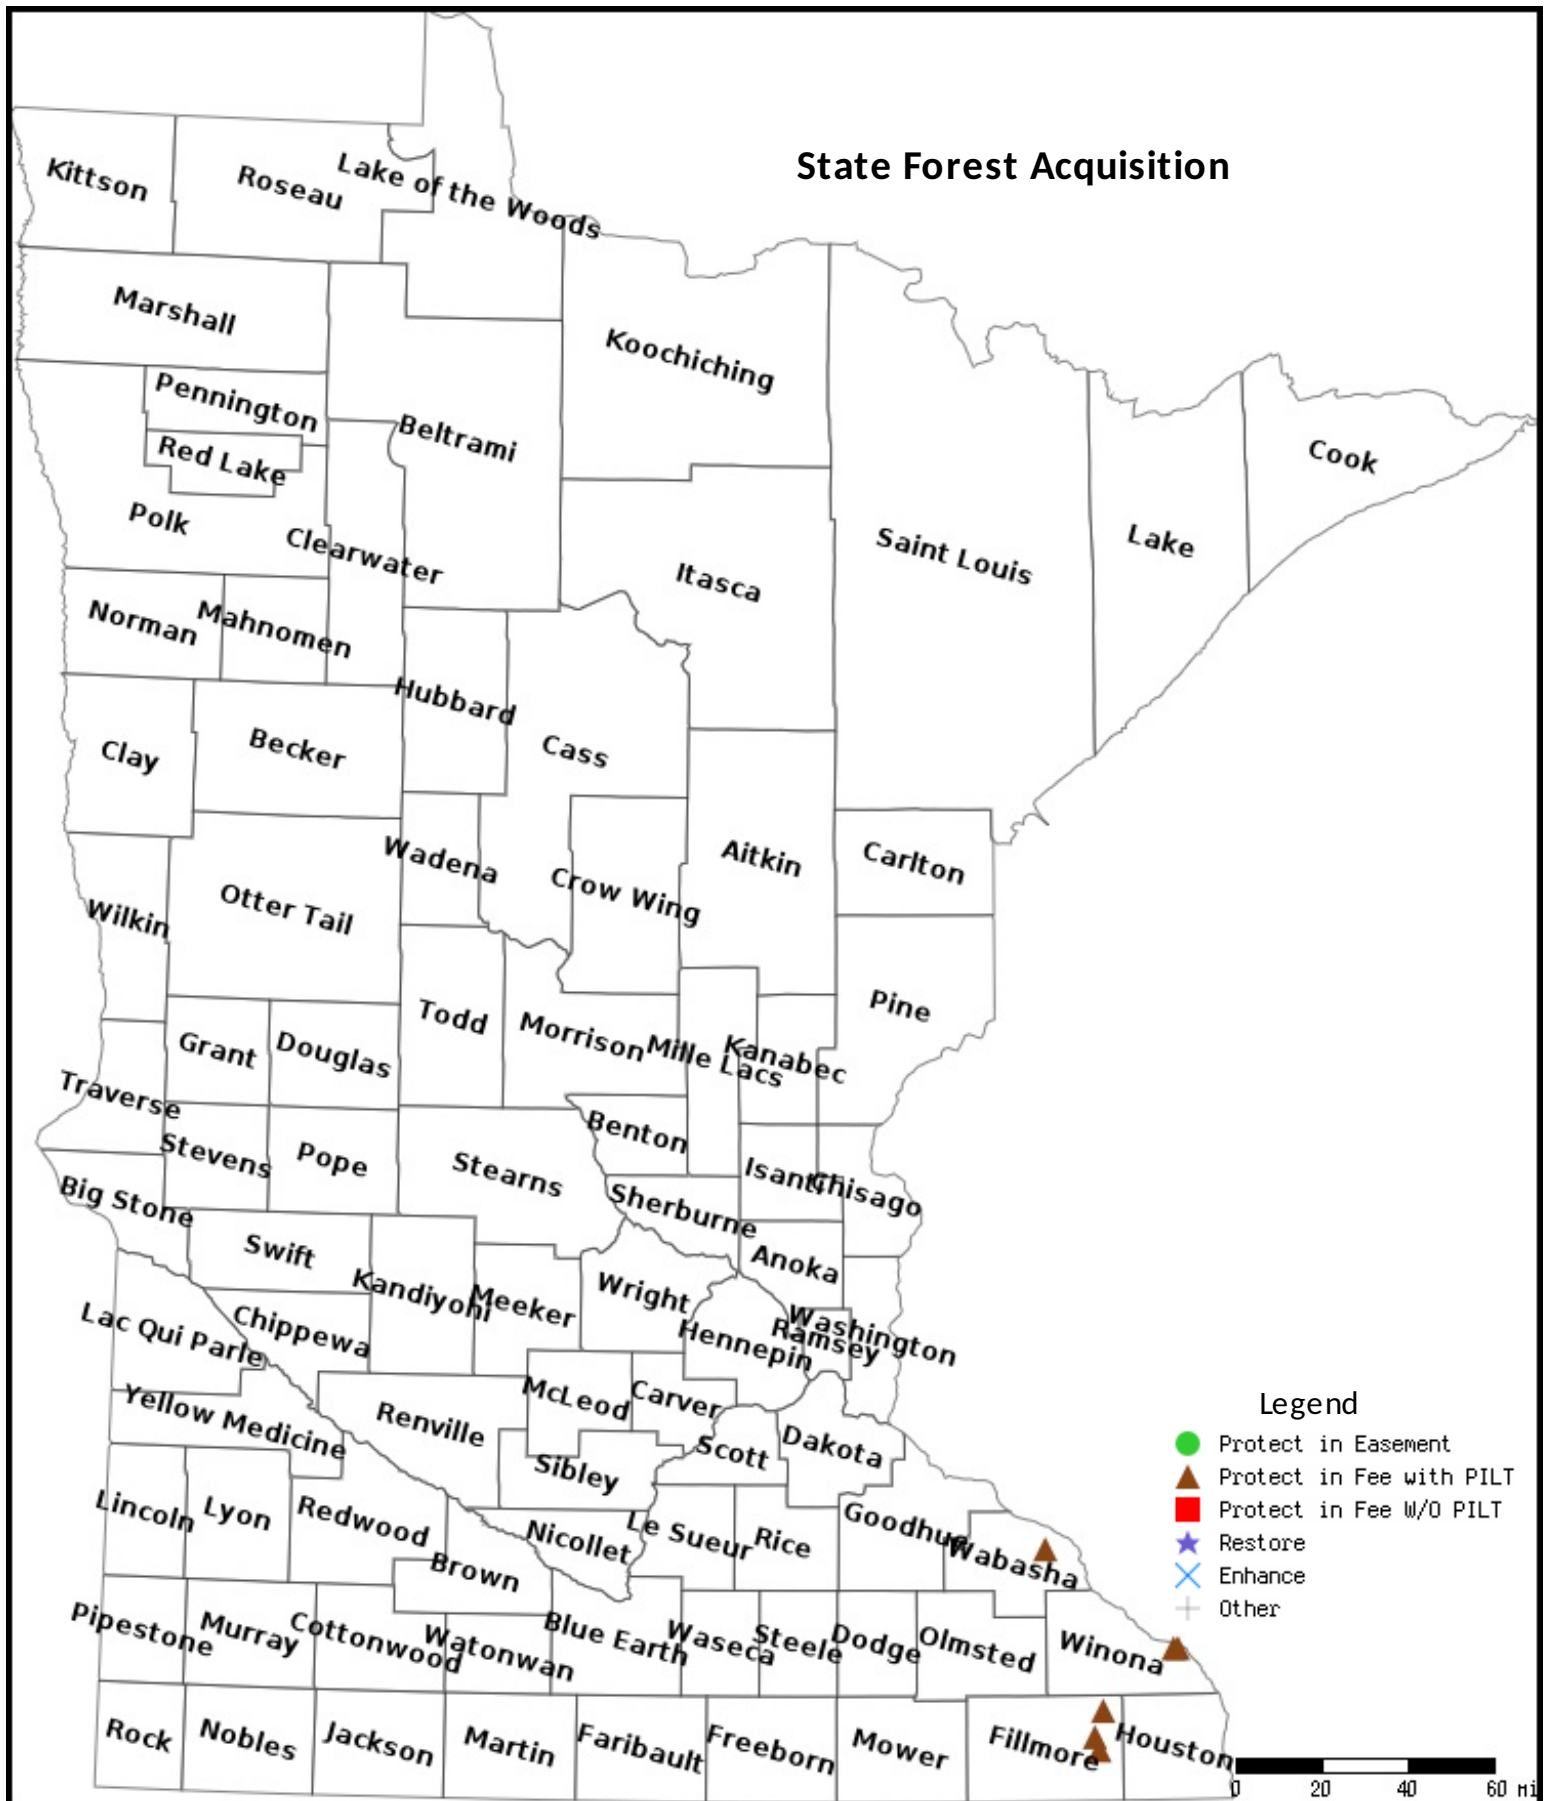 State Forest Acquisition
Kittson
Roseau
Lake of the Woods
Marshall
Koochiching
Pennington
Beltrami
Red Lake
Cook
Polk
Clearwater
Saint Louis
Lake
Itasca
Norman
Mahnomen
Hubbard
Clay
Becker
Cass
Wadena
Aitkin
Carlton
Crow Wing
Otter Tail
Wilkin
Pine
Todd
Morrison
Grant
Douglas
Mille Lacs
Kanabec
Traverse
Benton
Stevens
Pope
Stearns
Isanti
Chisago
Big Stone
Sherburne
Swift
Anoka
Kandiyohi
Meeker
Wright
Lac Qui Parle
Chippewa
Washington
Ramsey
Hennepin
McLeod
Carver
Yellow Medicine
Renville
Scott
Dakota
Sibley
Lincoln
Lyon
Redwood
Nicollet
Le Sueur
Rice
Goodhue
Wabasha
Brown
Pipestone
Murray
Cottonwood
Watonwan
Blue Earth
Waseca
Steele
Dodge
Olmsted
Winona
Rock
Nobles
Jackson
Martin
Faribault
Freeborn
Mower
Fillmore
Houston
Legend
Protect in Easement
Protect in Fee with PILT
Protect in Fee W/O PILT
Restore
Enhance
Other
0 20 40 60 mi